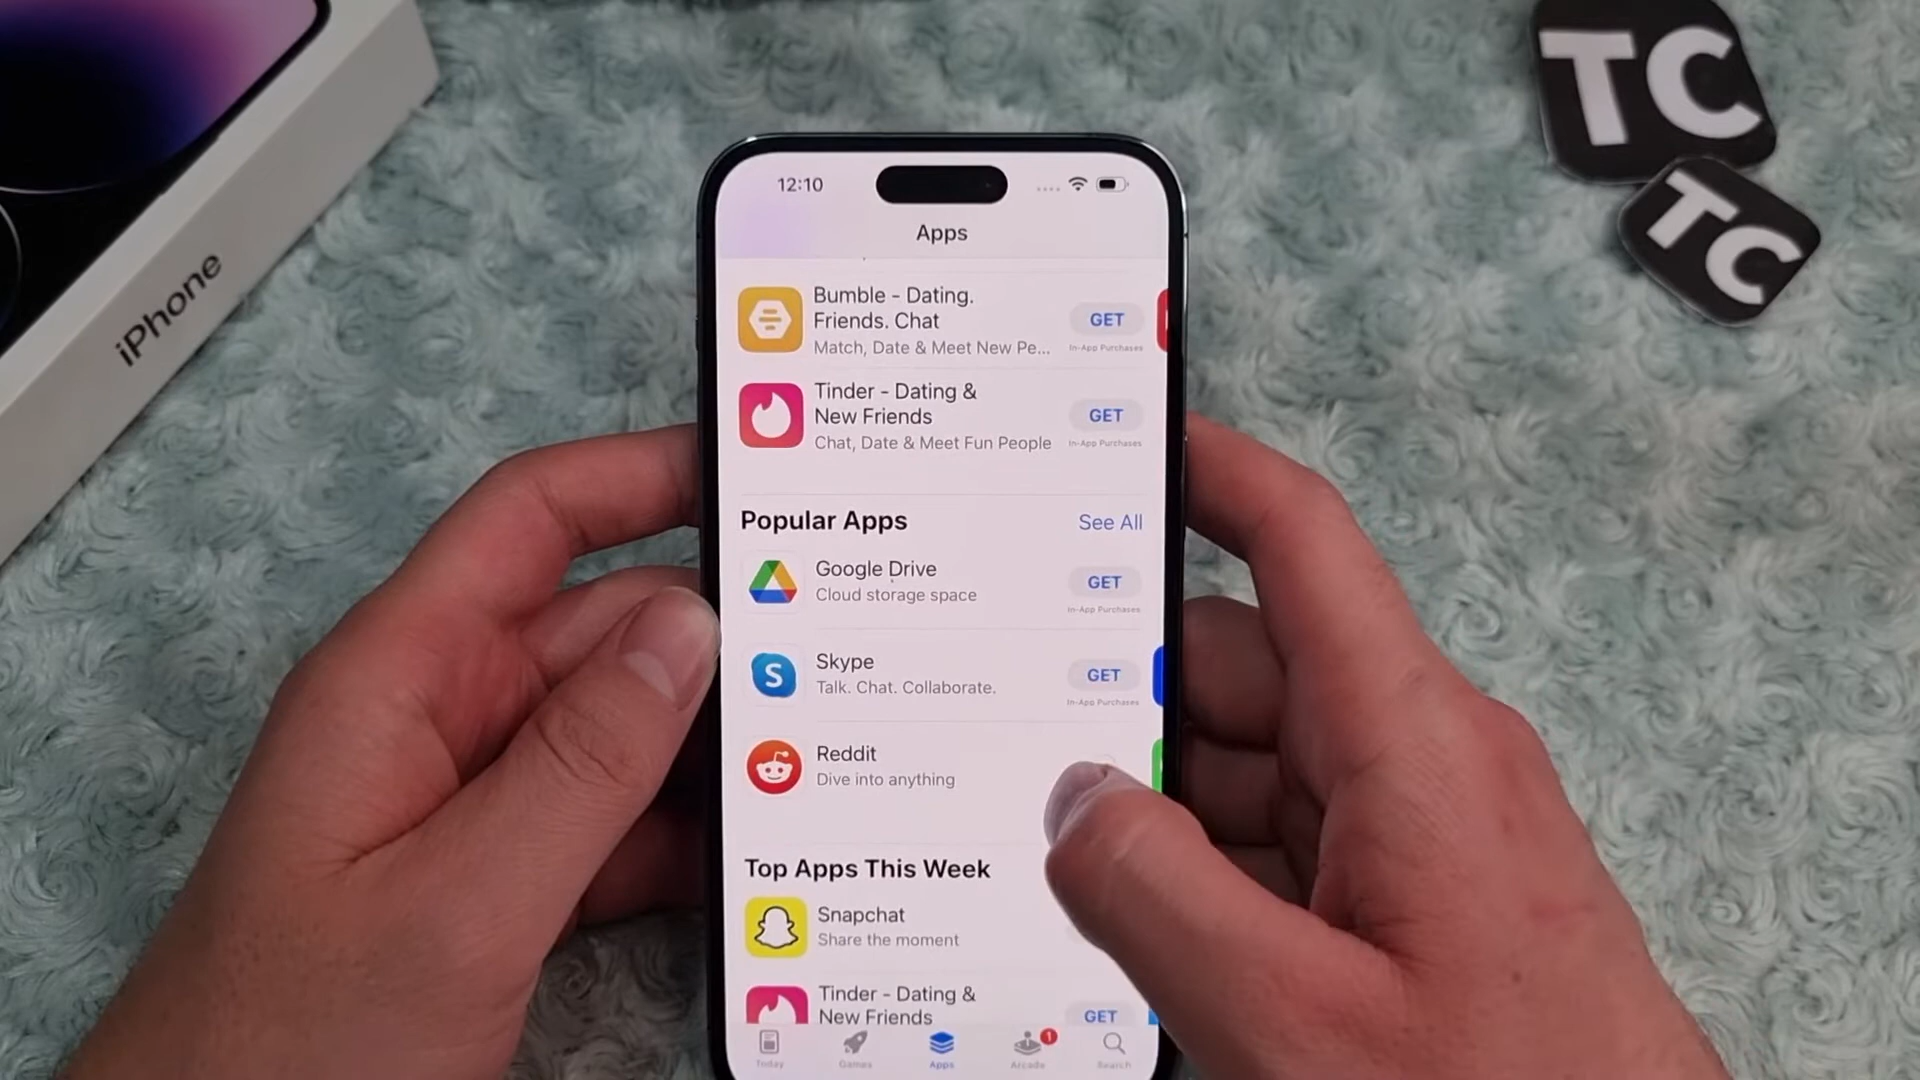 iPhone
TC
TC
12:10
Apps
Bumble - Dating.
Friends. Chat
Match, Date & Meet New Pe...
GET
In-App Purchases
Tinder - Dating &
New Friends
Chat, Date & Meet Fun People
GET
In-App Purchases
Popular Apps
See All
Google Drive
Cloud storage space
GET
In-App Purchases
S
Skype
Talk. Chat. Collaborate.
GET
In-App Purchases
Reddit
Dive into anything
Top Apps This Week
Snapchat
Share the moment
Tinder - Dating &
New Friends
GET
Today
Games
Apps
1
Arcade
Search